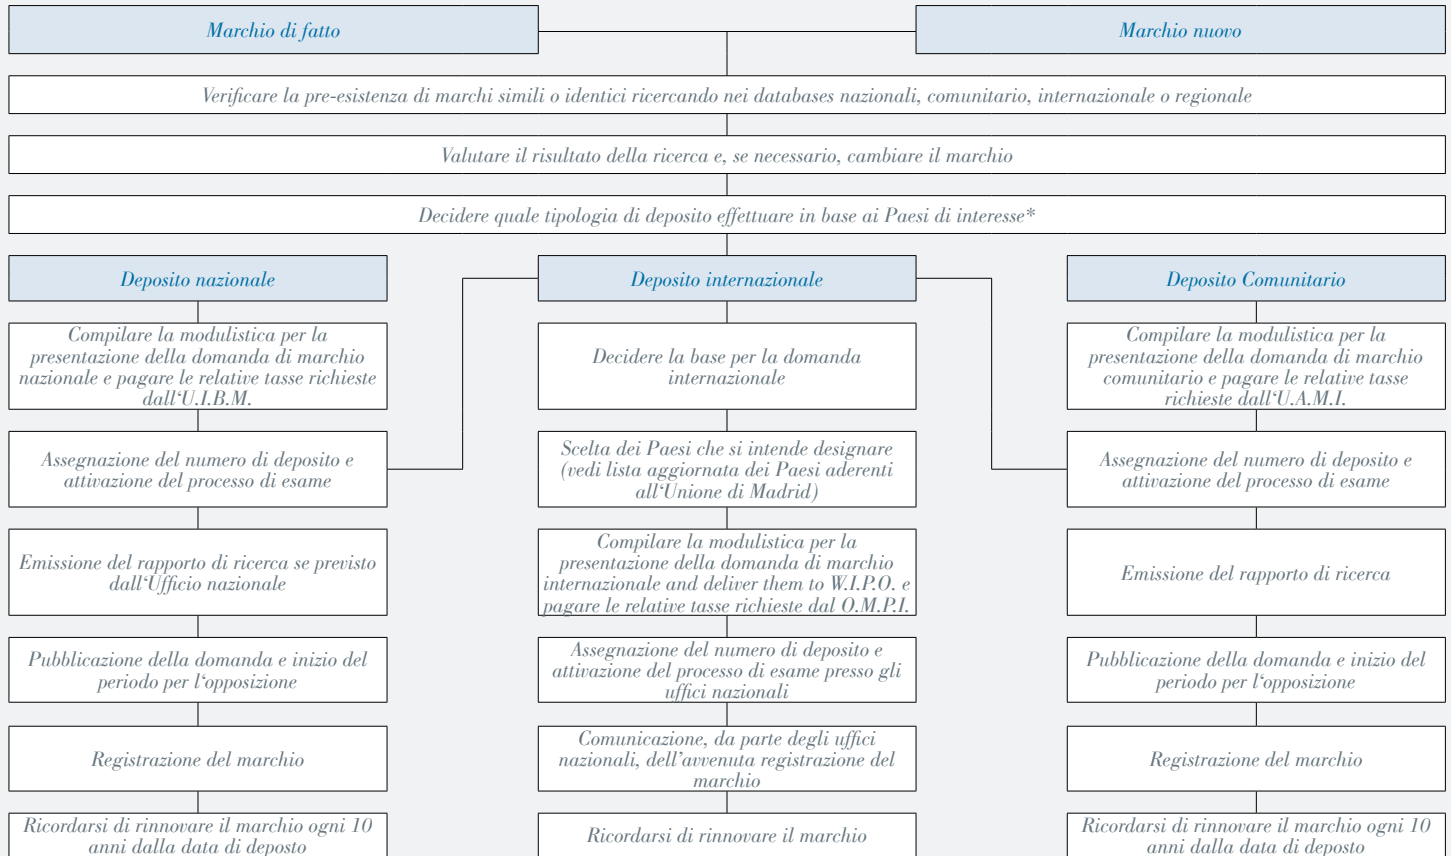 Marchio di fatto
Marchio nuovo
Verificare la pre-esistenza di marchi simili o identici ricercando nei databases nazionali, comunitario, internazionale o regionale
Valutare il risultato della ricerca e, se necessario, cambiare il marchio
Decidere quale tipologia di deposito effettuare in base ai Paesi di interesse*
Deposito nazionale
Compilare la modulistica per la
presentazione della domanda di marchio
nazionale e pagare le relative tasse richieste
dall‘U.I.B.M.
Assegnazione del numero di deposito e
attivazione del processo di esame
Emissione del rapporto di ricerca se previsto
dall‘Ufficio nazionale
Pubblicazione della domanda e inizio del
periodo per l‘opposizione
Registrazione del marchio
Ricordarsi di rinnovare il marchio ogni 10
anni dalla data di deposto
Deposito internazionale
Decidere la base per la domanda
internazionale
Scelta dei Paesi che si intende designare
(vedi lista aggiornata dei Paesi aderenti
all‘Unione di Madrid)
Compilare la modulistica per la
presentazione della domanda di marchio
internazionale and deliver them to W.I.P.O. e
pagare le relative tasse richieste dal O.M.P.I.
Assegnazione del numero di deposito e
attivazione del processo di esame presso gli
uffici nazionali
Comunicazione, da parte degli uffici
nazionali, dell’avvenuta registrazione del
marchio
Ricordarsi di rinnovare il marchio
Deposito Comunitario
Compilare la modulistica per la
presentazione della domanda di marchio
comunitario e pagare le relative tasse
richieste dall‘U.A.M.I.
Assegnazione del numero di deposito e
attivazione del processo di esame
Emissione del rapporto di ricerca
Pubblicazione della domanda e inizio del
periodo per l‘opposizione
Registrazione del marchio
Ricordarsi di rinnovare il marchio ogni 10
anni dalla data di deposto